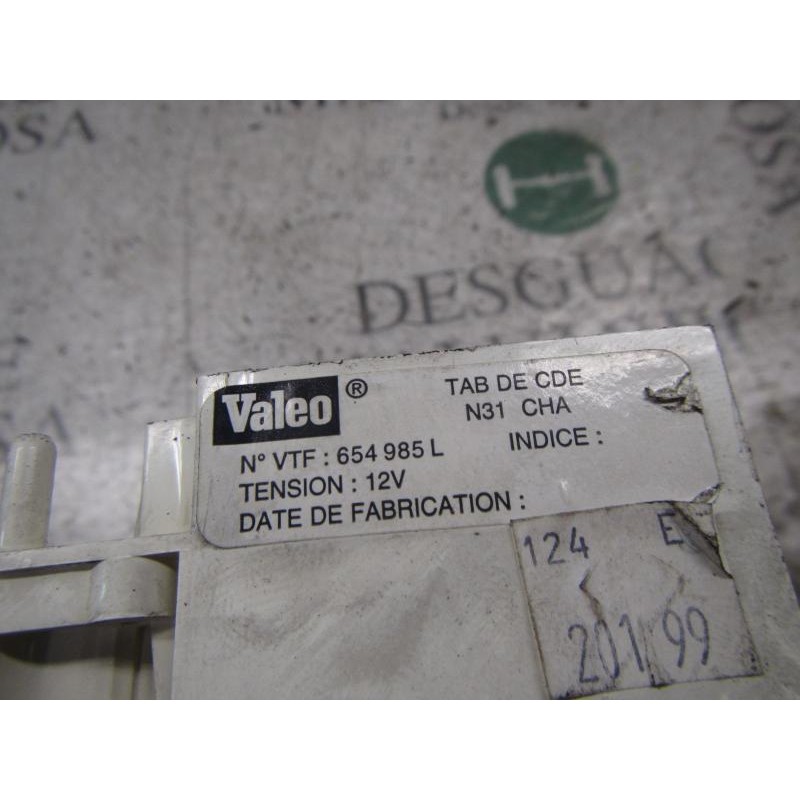 OSA
DESGUAC
OSA
Valeo ®
TAB DE CDE
N31 CHA
N° VTF : 654 985 L
INDICE :
TENSION : 12V
DATE DE FABRICATION :
124 E
201 99